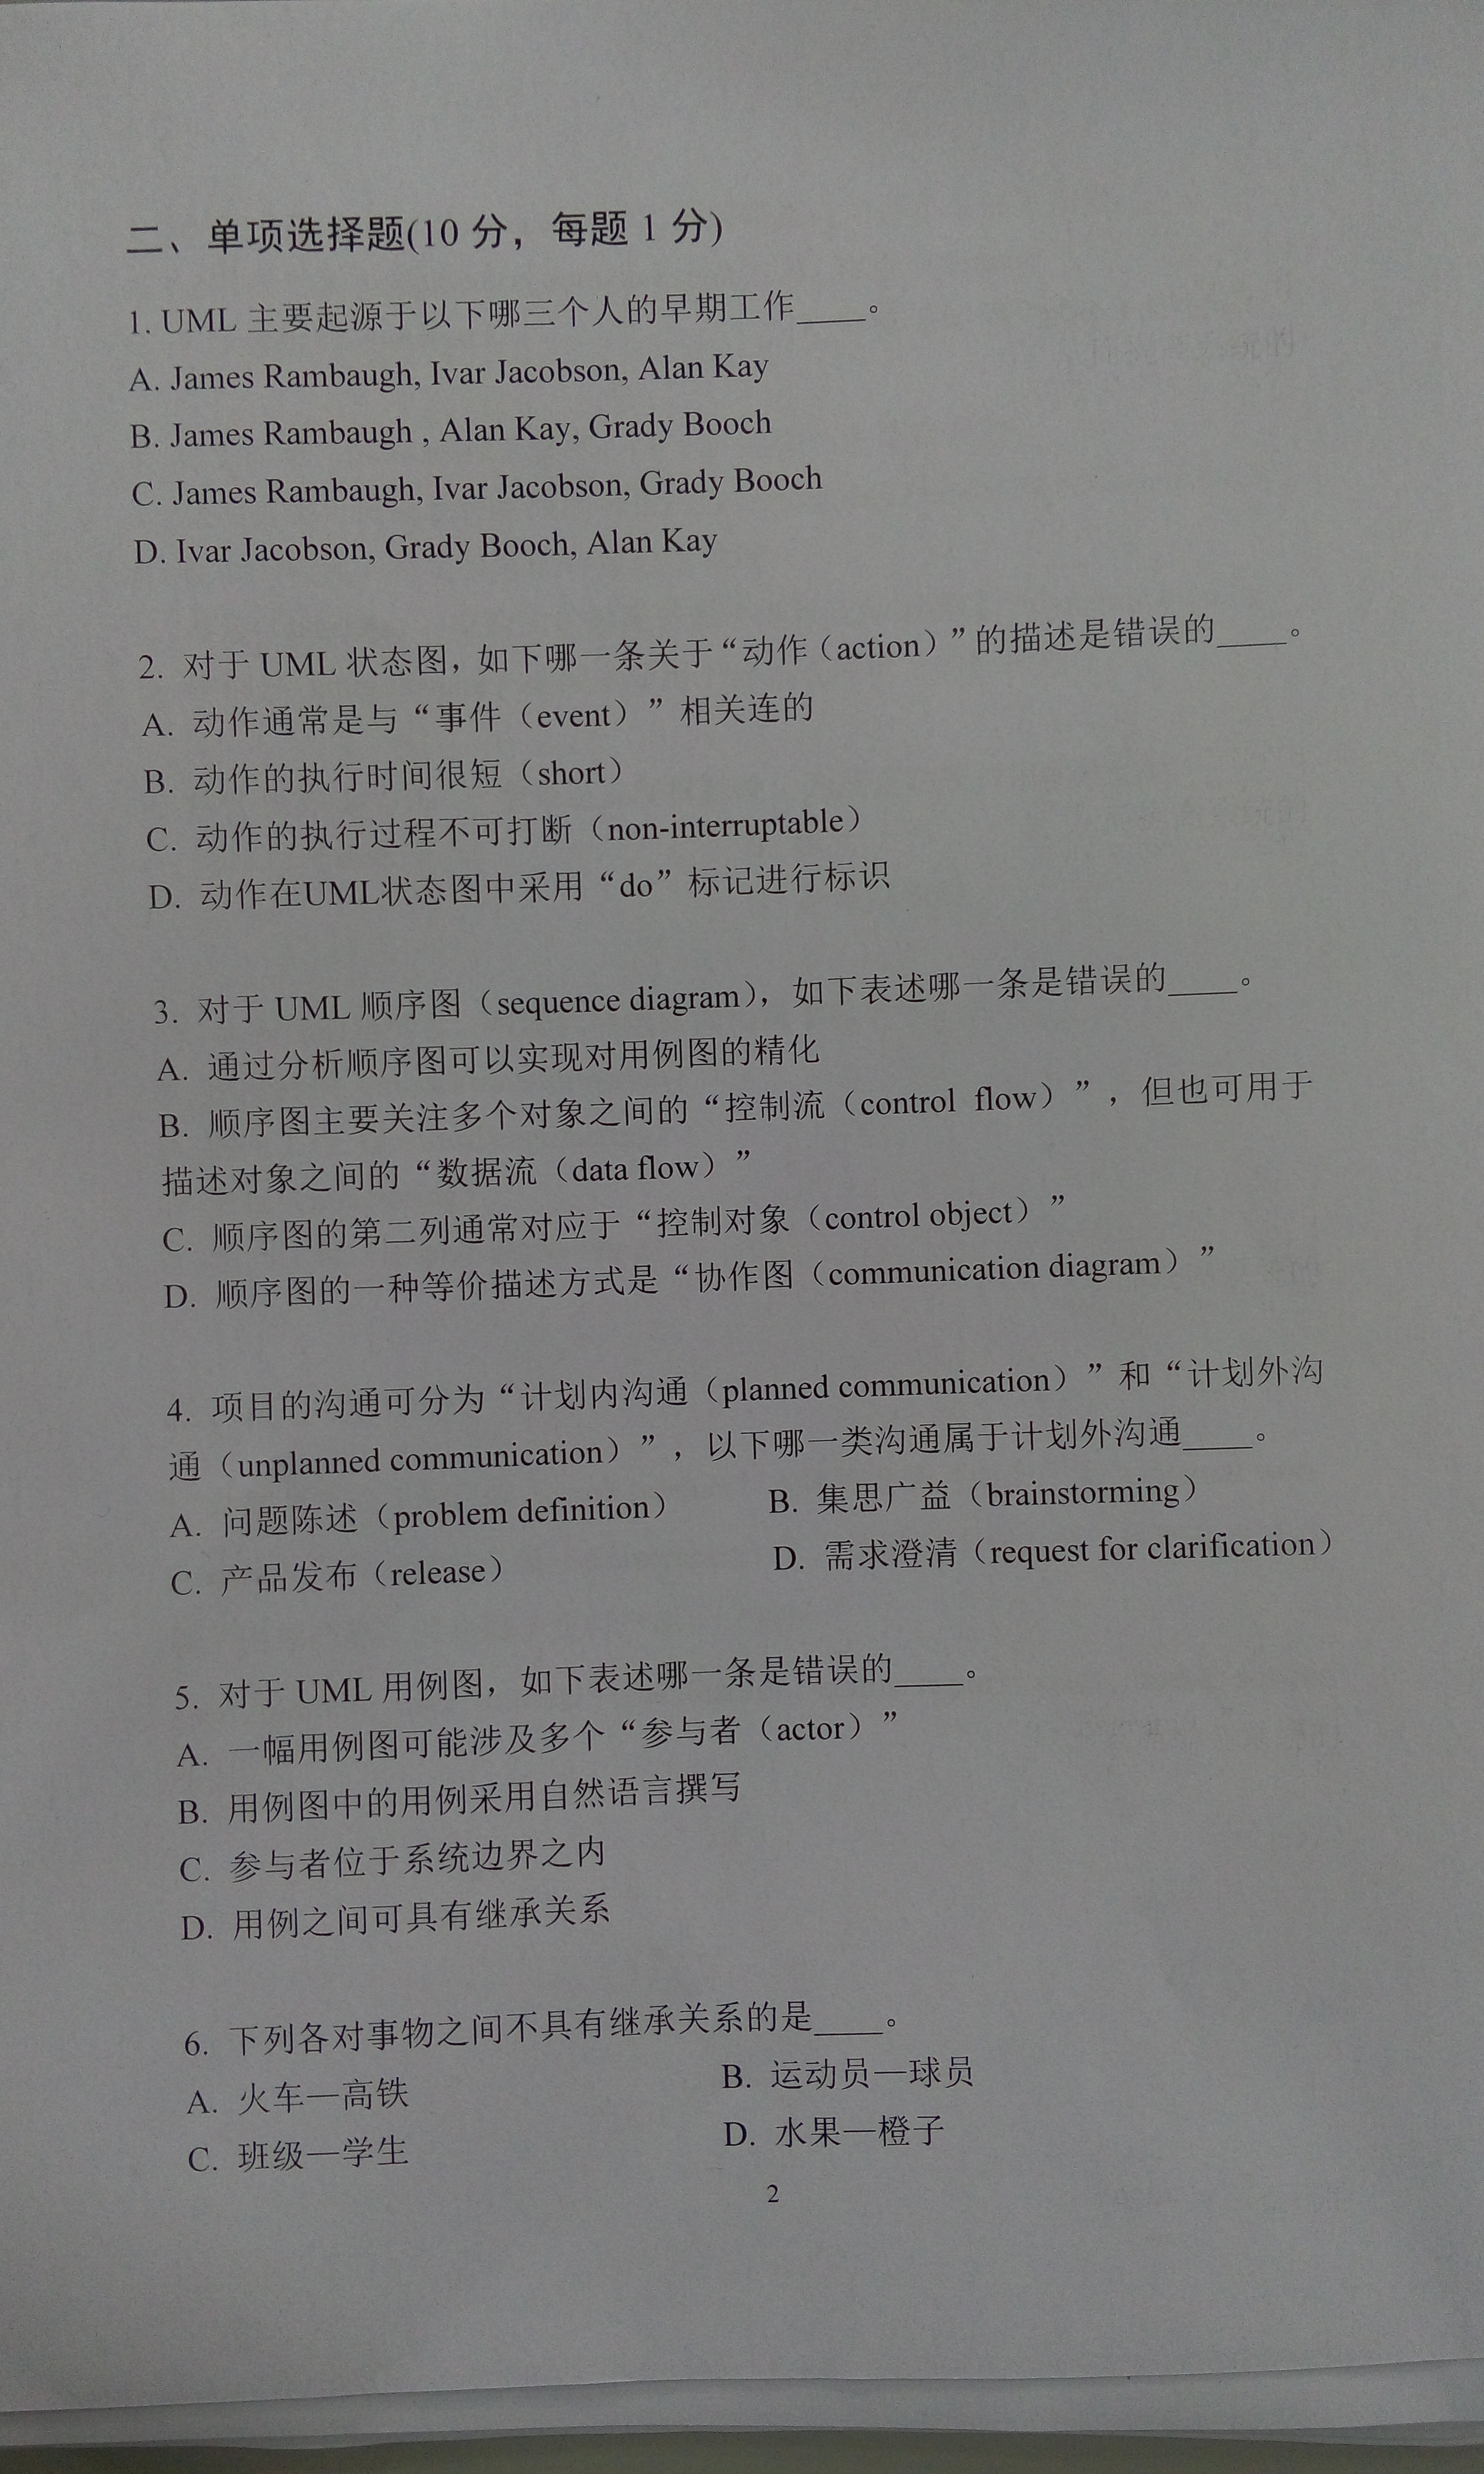 二、单项选择题(10 分，每题 1 分)
1. UML 主要起源于以下哪三个人的早期工作____。
A. James Rambaugh, Ivar Jacobson, Alan Kay
B. James Rambaugh , Alan Kay, Grady Booch
C. James Rambaugh, Ivar Jacobson, Grady Booch
D. Ivar Jacobson, Grady Booch, Alan Kay
2. 对于 UML 状态图，如下哪一条关于“动作（action）”的描述是错误的____。
A. 动作通常是与“事件（event）”相关连的
B. 动作的执行时间很短（short）
C. 动作的执行过程不可打断（non-interruptable）
D. 动作在UML状态图中采用“do”标记进行标识
3. 对于 UML 顺序图（sequence diagram），如下表述哪一条是错误的____。
A. 通过分析顺序图可以实现对用例图的精化
B. 顺序图主要关注多个对象之间的“控制流（control flow）”，但也可用于
描述对象之间的“数据流（data flow）”
C. 顺序图的第二列通常对应于“控制对象（control object）”
D. 顺序图的一种等价描述方式是“协作图（communication diagram）”
4. 项目的沟通可分为“计划内沟通（planned communication）”和“计划外沟
通（unplanned communication）”，以下哪一类沟通属于计划外沟通____。
A. 问题陈述（problem definition） B. 集思广益（brainstorming）
C. 产品发布（release） D. 需求澄清（request for clarification）
5. 对于 UML 用例图，如下表述哪一条是错误的____。
A. 一幅用例图可能涉及多个“参与者（actor）”
B. 用例图中的用例采用自然语言撰写
C. 参与者位于系统边界之内
D. 用例之间可具有继承关系
6. 下列各对事物之间不具有继承关系的是____。
A. 火车—高铁 B. 运动员—球员
C. 班级—学生 D. 水果—橙子
2